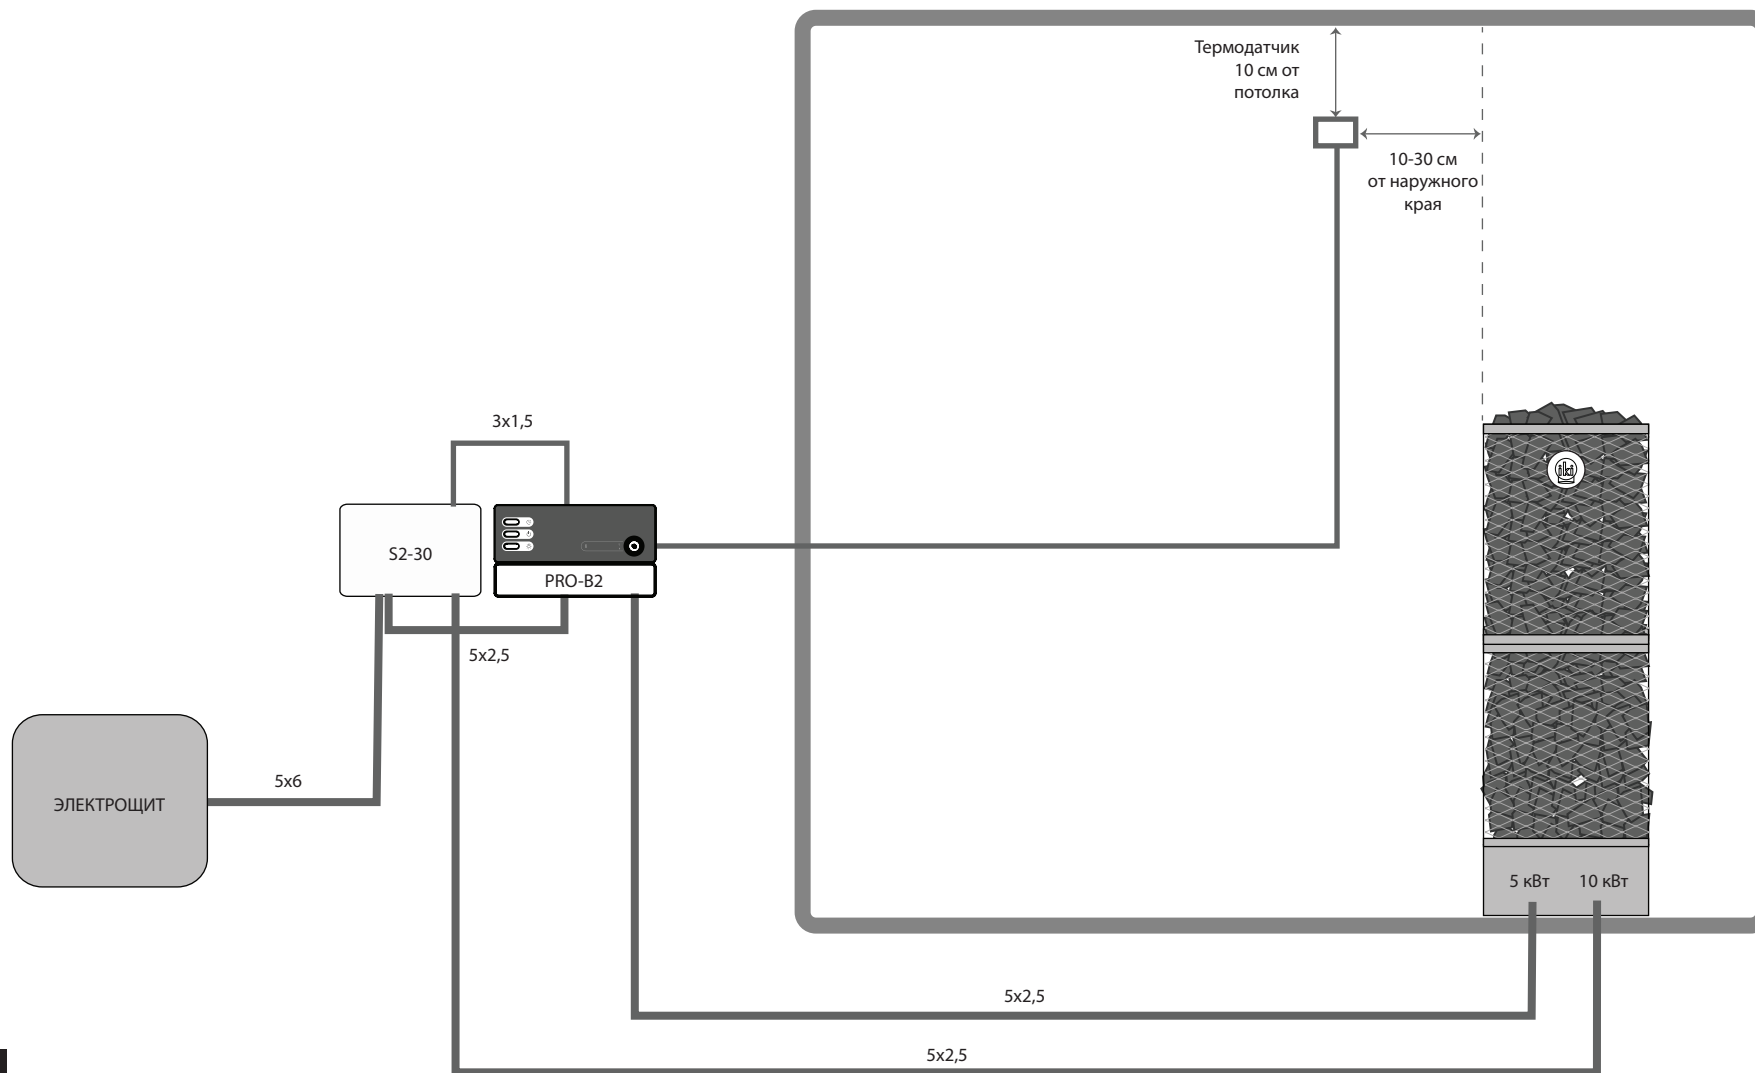 Термодатчик
10 см от
потолка
10-30 см
от наружного
края
3x1,5
S2-30
PRO-B2
5x2,5
5x6
ЭЛЕКТРОЩИТ
iki
5 кВт 10 кВт
5x2,5
5x2,5